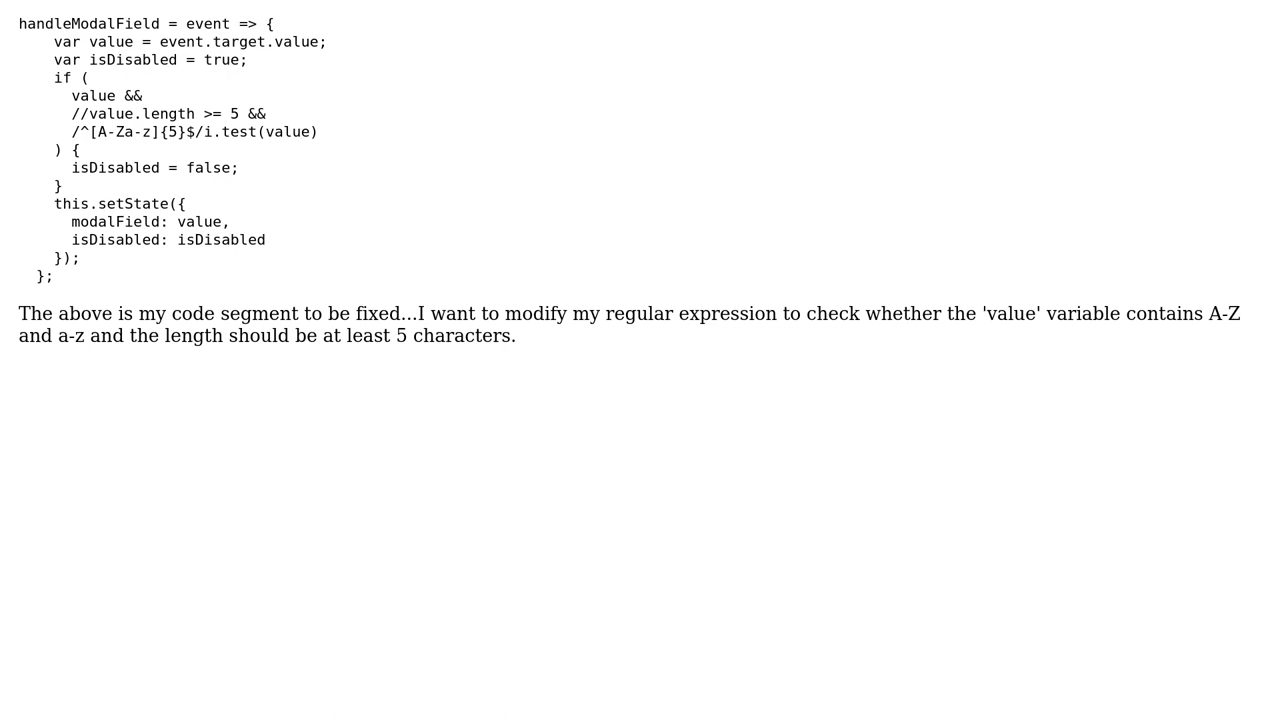 handleModalField = event => {
    var value = event.target.value;
    var isDisabled = true;
    if (
      value &&
      //value.length >= 5 &&
      /^[A-Za-z]{5}$/i.test(value)
    ) {
      isDisabled = false;
    }
    this.setState({
      modalField: value,
      isDisabled: isDisabled
    });
  };
The above is my code segment to be fixed...I want to modify my regular expression to check whether the 'value' variable contains A-Z
and a-z and the length should be at least 5 characters.